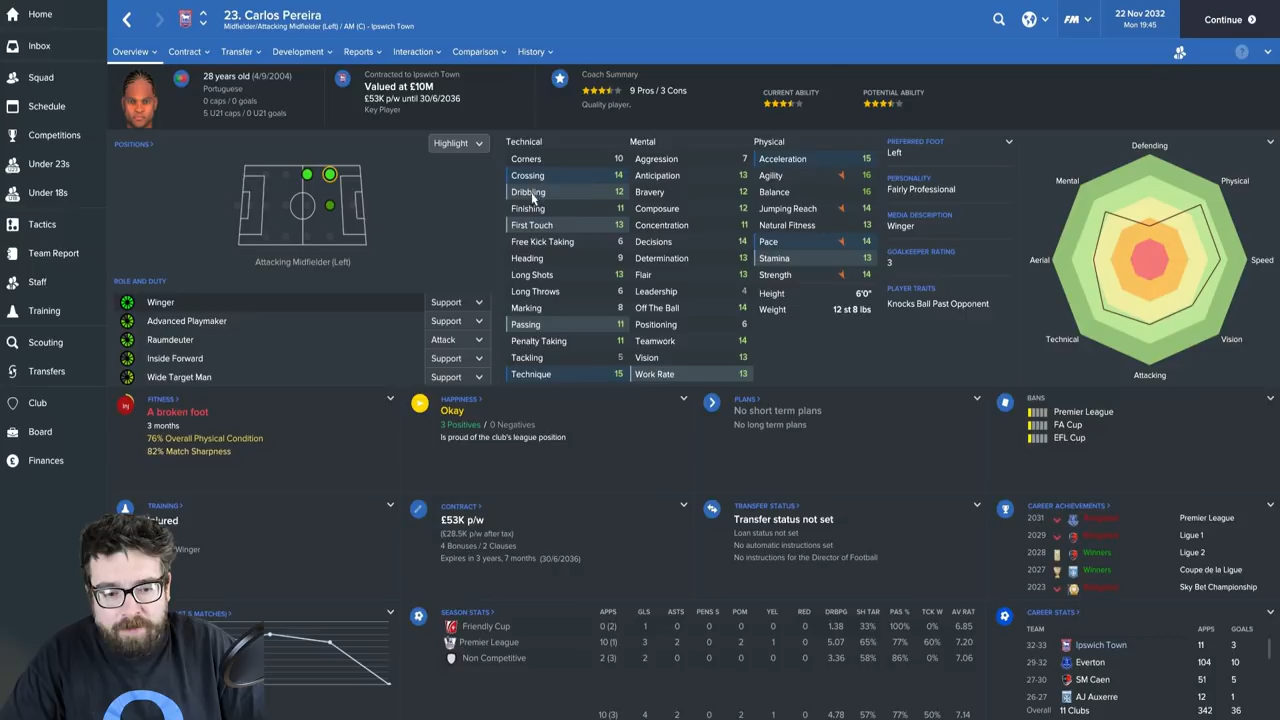 Home
Inbox
Squad
Schedule
Competitions
Under 23s
Under 18s
Tactics
Team Report
Staff
Training
Scouting
Transfers
Club
Board
Finances
23. Carlos Pereira
Midfielder/Attacking Midfielder (Left) / AM (C) - Ipswich Town
FM
22 Nov 2032
Mon 19:45
Continue
Overview Contract Transfer Development Reports Interaction Comparison History
28 years old (4/9/2004)
Portuguese
0 caps / 0 goals
5 U21 caps / 0 U21 goals
Contracted to Ipswich Town
Valued at £10M
£53K p/w until 30/6/2036
Key Player
Coach Summary
9 Pros / 3 Cons
Quality player.
CURRENT ABILITY
POTENTIAL ABILITY
POSITIONS >
Highlight
Attacking Midfielder (Left)
ROLE AND DUTY
Winger Support
Advanced Playmaker Support
Raumdeuter Attack
Inside Forward Support
Wide Target Man Support
Technical
Corners 10
Crossing 14
Dribbling 12
Finishing 11
First Touch 13
Free Kick Taking 6
Heading 9
Long Shots 13
Long Throws 6
Marking 8
Passing 11
Penalty Taking 11
Tackling 5
Technique 15
Mental
Aggression 7
Anticipation 13
Bravery 12
Composure 12
Concentration 11
Decisions 14
Determination 13
Flair 13
Leadership 4
Off The Ball 14
Positioning 6
Teamwork 14
Vision 13
Work Rate 13
Physical
Acceleration 15
Agility 16
Balance 16
Jumping Reach 14
Natural Fitness 13
Pace 14
Stamina 13
Strength 14
Height 6'0"
Weight 12 st 8 lbs
PREFERRED FOOT
Left
PERSONALITY
Fairly Professional
MEDIA DESCRIPTION
Winger
GOALKEEPER RATING
3
PLAYER TRAITS
Knocks Ball Past Opponent
Defending
Mental
Physical
Aerial
Speed
Technical
Vision
Attacking
FITNESS >
Inj
A broken foot
3 months
76% Overall Physical Condition
82% Match Sharpness
HAPPINESS >
Okay
3 Positives / 0 Negatives
Is proud of the club's league position
PLANS >
No short term plans
No long term plans
BANS
Premier League
FA Cup
EFL Cup
TRAINING >
Injured
Winger
CONTRACT >
£53K p/w
(£28.5K p/w after tax)
4 Bonuses / 2 Clauses
Expires in 3 years, 7 months (30/6/2036)
TRANSFER STATUS >
Transfer status not set
Loan status not set
No automatic instructions set
No instructions for the Director of Football
CAREER ACHIEVEMENTS >
2031 Premier League
2029 Ligue 1
2028 Winners Ligue 2
2027 Winners Coupe de la Ligue
2023 Sky Bet Championship
5 MATCHES) >
SEASON STATS > APPS GLS ASTS PENS S POM YEL RED DRBPG SH TAR PAS % TCK W AV RAT
Friendly Cup 0 (2) 1 0 0 0 0 0 1.38 33% 100% 0% 6.85
Premier League 10 (1) 3 2 0 2 1 0 5.07 65% 77% 60% 7.20
Non Competitive 2 (3) 2 0 0 0 0 0 3.36 58% 86% 0% 7.06
10 (3) 4 2 0 2 1 0 4.78 57% 77% 50% 7.14
CAREER STATS >
TEAM APPS GOALS
32-33 Ipswich Town 11 3
29-32 Everton 104 10
27-30 SM Caen 51 5
26-27 AJ Auxerre 12 1
Overall 11 Clubs 342 36